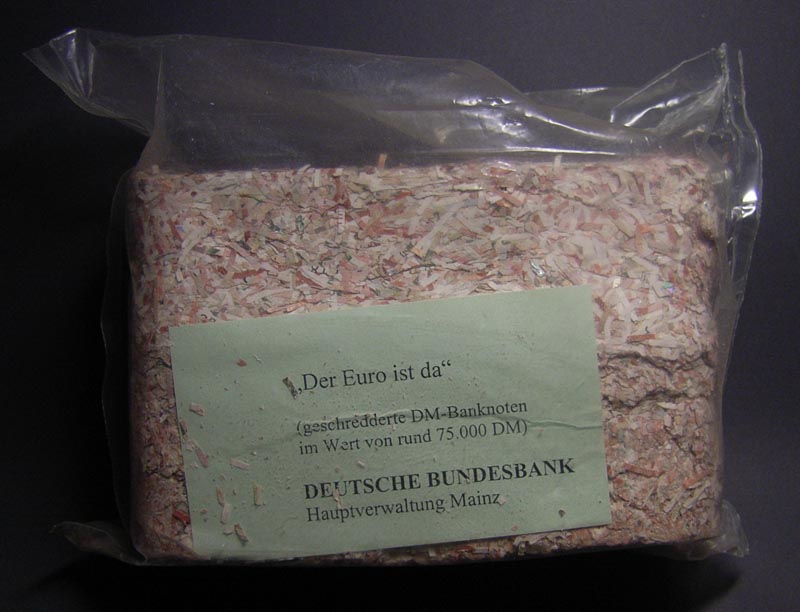 „Der Euro ist da“
(geschredderte DM-Banknoten
im Wert von rund 75.000 DM)
DEUTSCHE BUNDESBANK
Hauptverwaltung Mainz